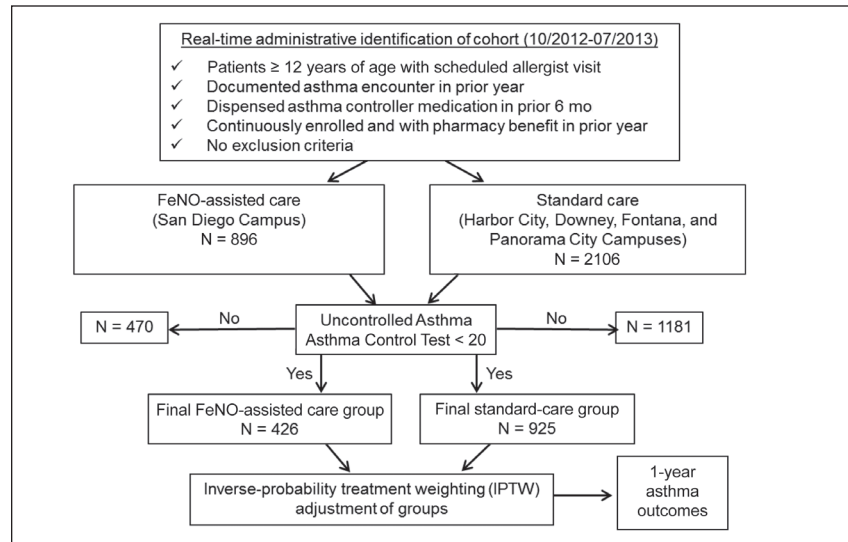 Real-time administrative identification of cohort (10/2012-07/2013)
✓ Patients ≥ 12 years of age with scheduled allergist visit
✓ Documented asthma encounter in prior year
✓ Dispensed asthma controller medication in prior 6 mo
✓ Continuously enrolled and with pharmacy benefit in prior year
✓ No exclusion criteria
FeNO-assisted care
(San Diego Campus)
N = 896
Standard care
(Harbor City, Downey, Fontana, and
Panorama City Campuses)
N = 2106
N = 470
No
Uncontrolled Asthma
Asthma Control Test < 20
No
N = 1181
Yes
Yes
Final FeNO-assisted care group
N = 426
Final standard-care group
N = 925
Inverse-probability treatment weighting (IPTW)
adjustment of groups
1-year
asthma
outcomes